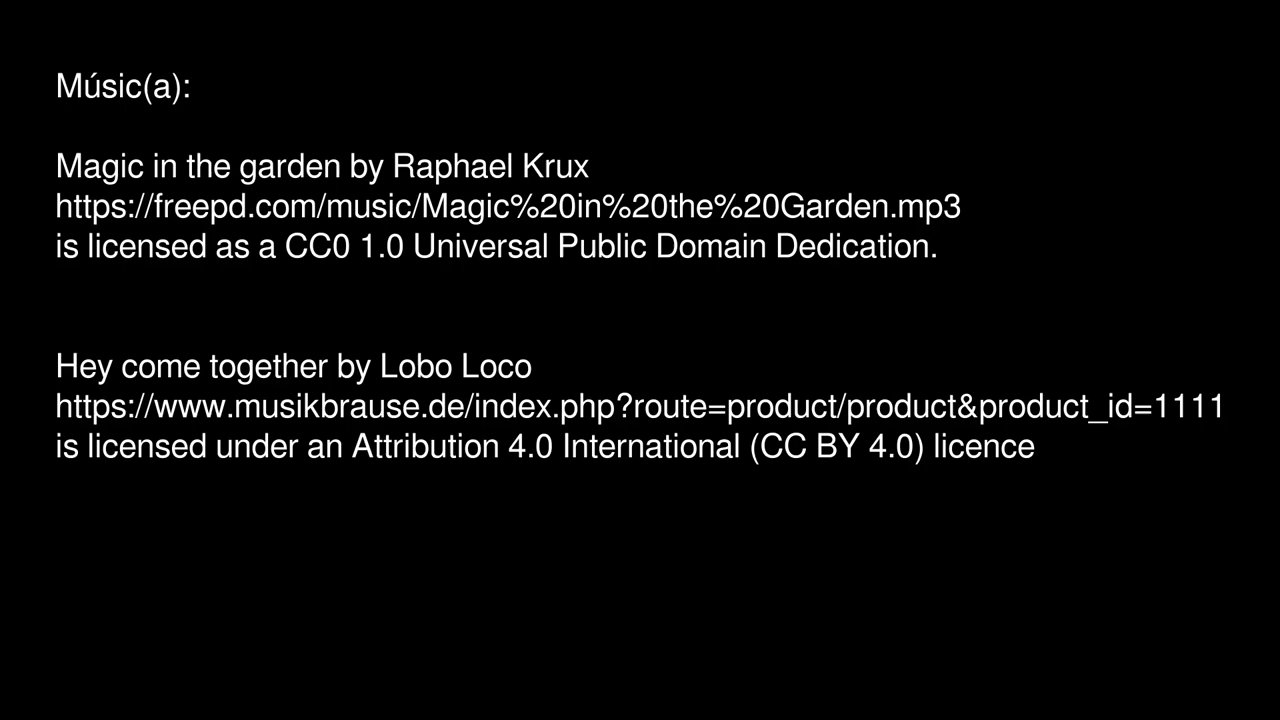 Músic(a):
Magic in the garden by Raphael Krux
https://freepd.com/music/Magic%20in%20the%20Garden.mp3
is licensed as a CC0 1.0 Universal Public Domain Dedication.
Hey come together by Lobo Loco
https://www.musikbrause.de/index.php?route=product/product&product_id=1111
is licensed under an Attribution 4.0 International (CC BY 4.0) licence